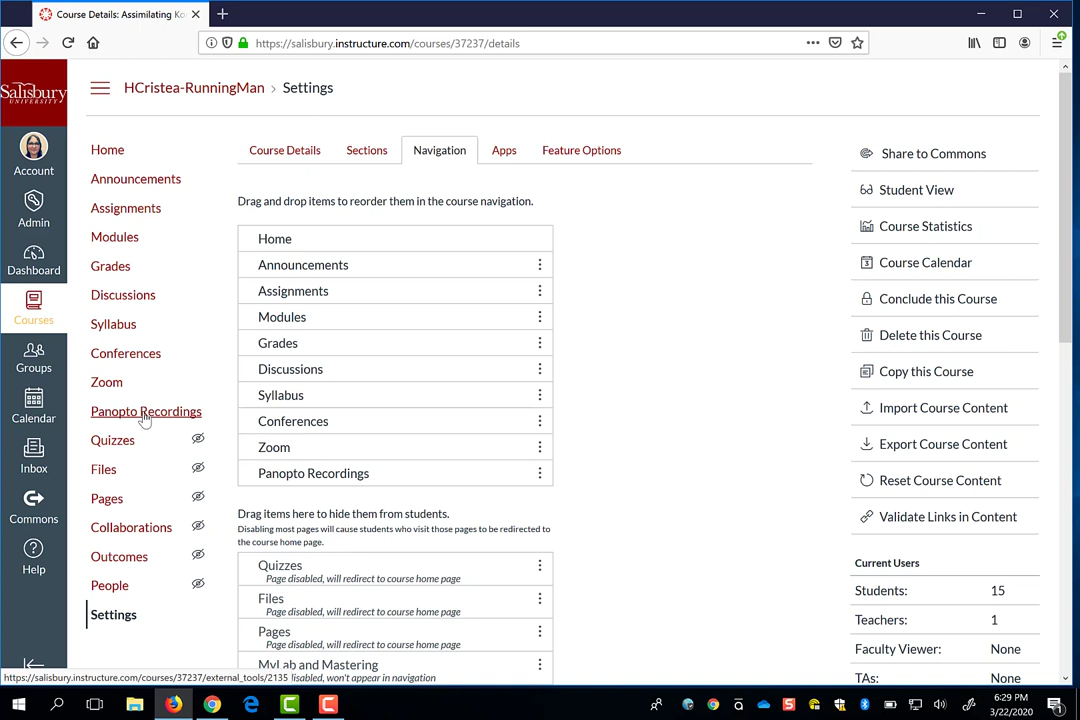 Course Details: Assimilating Ko
https://salisbury.instructure.com/courses/37237/details
Salisbury
UNIVERSITY
HCristea-RunningMan > Settings
Account
Admin
Dashboard
Courses
Groups
Calendar
Inbox
Commons
Help
Home
Announcements
Assignments
Modules
Grades
Discussions
Syllabus
Conferences
Zoom
Panopto Recordings
Quizzes
Files
Pages
Collaborations
Outcomes
People
Settings
Course Details Sections Navigation Apps Feature Options
Drag and drop items to reorder them in the course navigation.
Home
Announcements
Assignments
Modules
Grades
Discussions
Syllabus
Conferences
Zoom
Panopto Recordings
Drag items here to hide them from students.
Disabling most pages will cause students who visit those pages to be redirected to
the course home page.
Quizzes
Page disabled, will redirect to course home page
Files
Page disabled, will redirect to course home page
Pages
Page disabled, will redirect to course home page
MyLab and Mastering
disabled, won't appear in navigation
Share to Commons
Student View
Course Statistics
Course Calendar
Conclude this Course
Delete this Course
Copy this Course
Import Course Content
Export Course Content
Reset Course Content
Validate Links in Content
Current Users
Students: 15
Teachers: 1
Faculty Viewer: None
TAs: None
https://salisbury.instructure.com/courses/37237/external_tools/2135
6:29 PM
3/22/2020